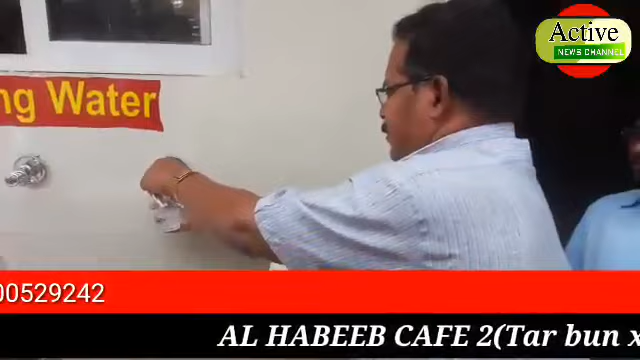 Active
NEWS CHANNEL
ng Water
00529242
AL HABEEB CAFE 2(Tar bun x